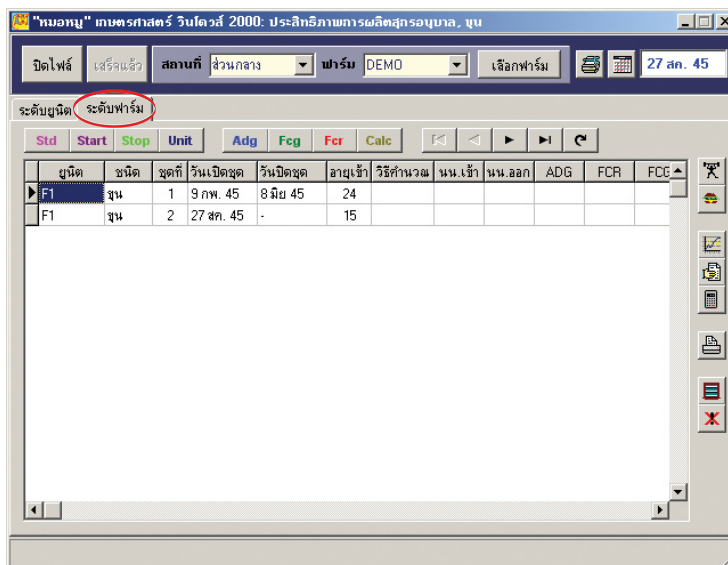 "หมอหมู" เกษตรศาสตร์ วินโดวส์ 2000: ประสิทธิภาพการผลิตสุกรอนุบาล, ขุน
ปิดไฟล์ เสร็จแล้ว สถานที่ ส่วนกลาง ฟาร์ม DEMO เลือกฟาร์ม 27 สค. 45
ระดับยูนิต ระดับฟาร์ม
Std Start Stop Unit Adg Fcg Fcr Calc
ยูนิต ชนิด ชุดที่ วันเปิดชุด วันปิดชุด อายุเข้า วิธีคำนวณ นน.เข้า นน.ออก ADG FCR FCG
F1 ขุน 1 9 กพ. 45 8 มิย 45 24
F1 ขุน 2 27 สค. 45 - 15